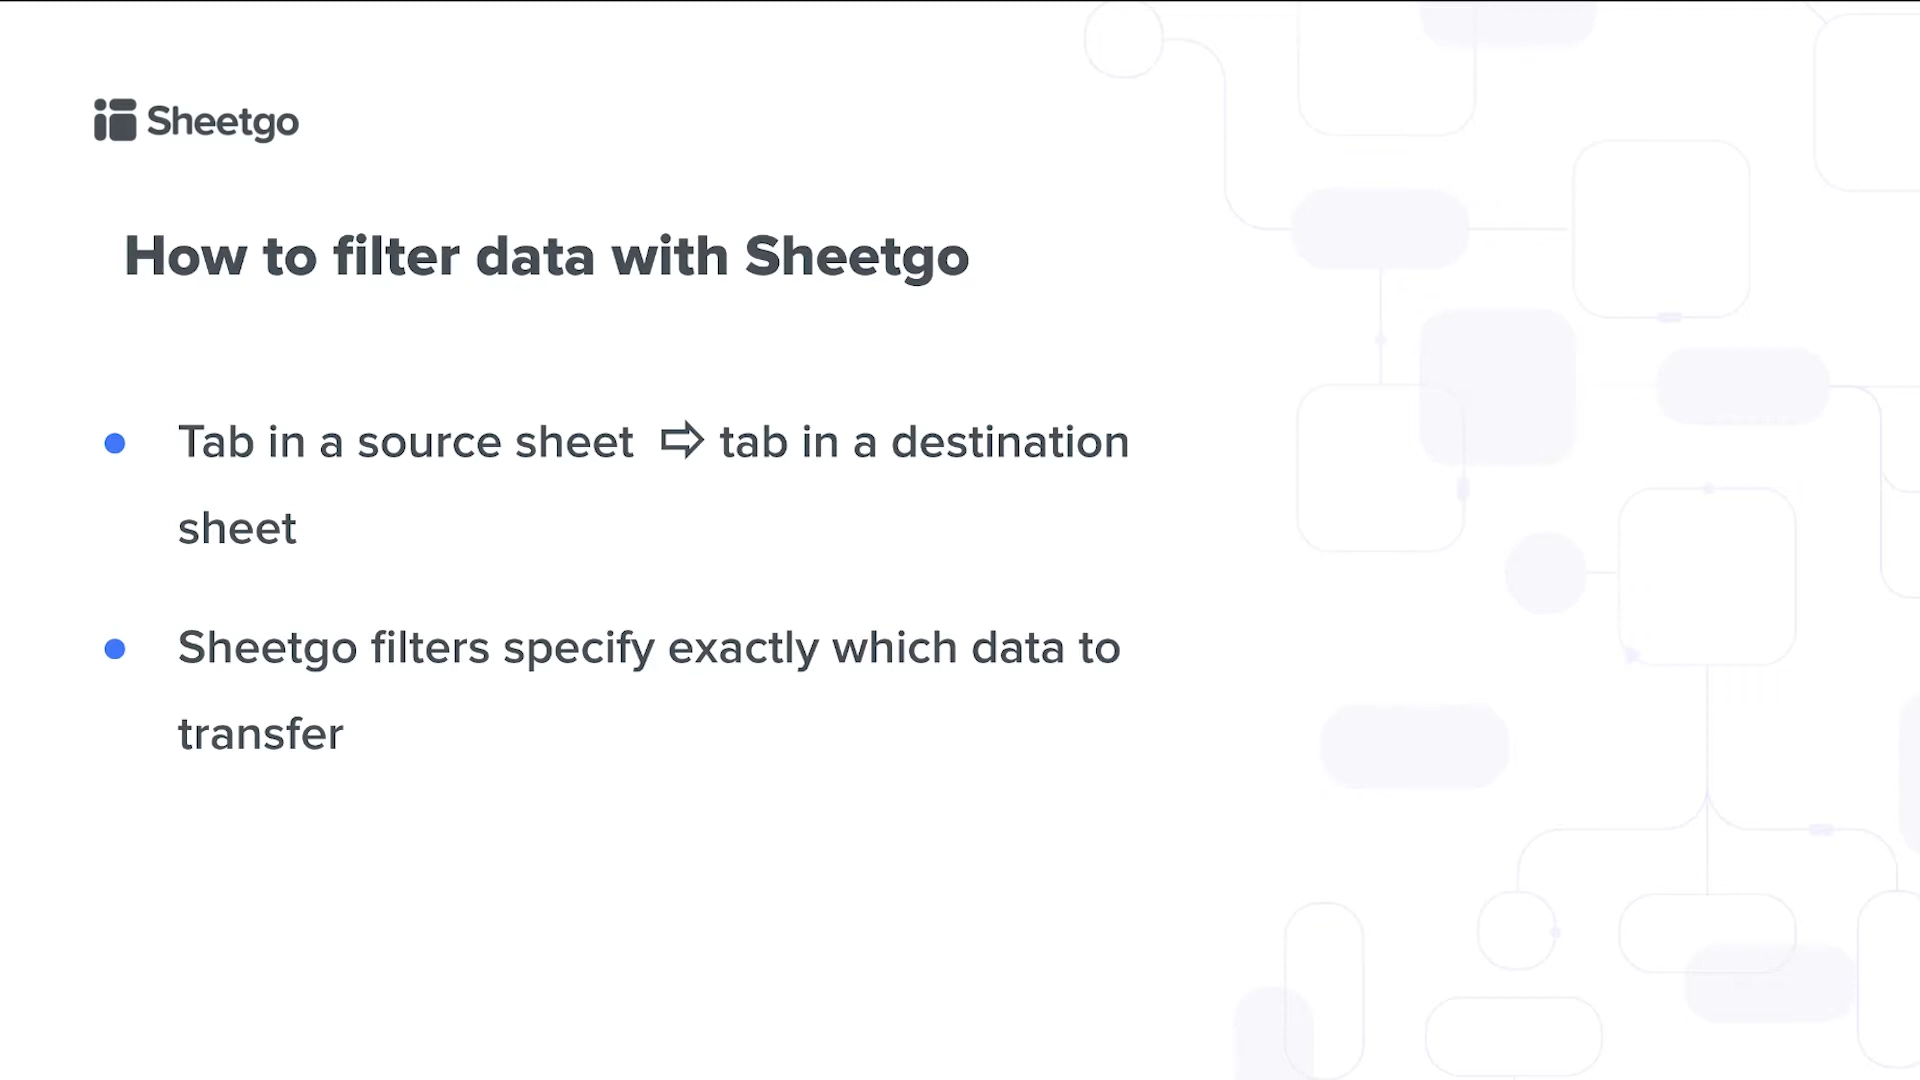 Sheetgo
How to filter data with Sheetgo
Tab in a source sheet ⇨ tab in a destination
sheet
Sheetgo filters specify exactly which data to
transfer